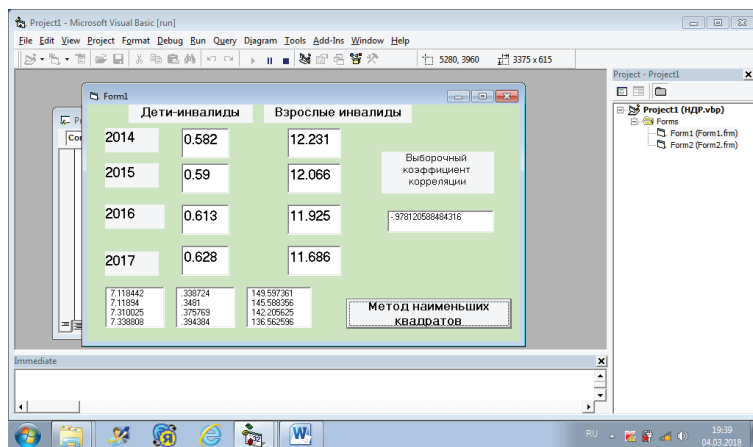 Project1 - Microsoft Visual Basic [run]
File Edit View Project Format Debug Run Query Diagram Tools Add-Ins Window Help
5280, 3960 3375 x 615
Project - Project1
Project1 (НДР.vbp)
Forms
Form1 (Form1.frm)
Form2 (Form2.frm)
Form1
Дети-инвалиды Взрослые инвалиды
2014 0.582 12.231
2015 0.59 12.066
2016 0.613 11.925
2017 0.628 11.686
Выборочный
коэффициент
корреляции
-.978120588484316
7.118442 .338724 149.597361
7.11894 .3481 145.588356
7.310025 .375769 142.205625
7.338808 .394384 136.562596
Метод наименьших
квадратов
Immediate
RU
19:39
04.03.2018